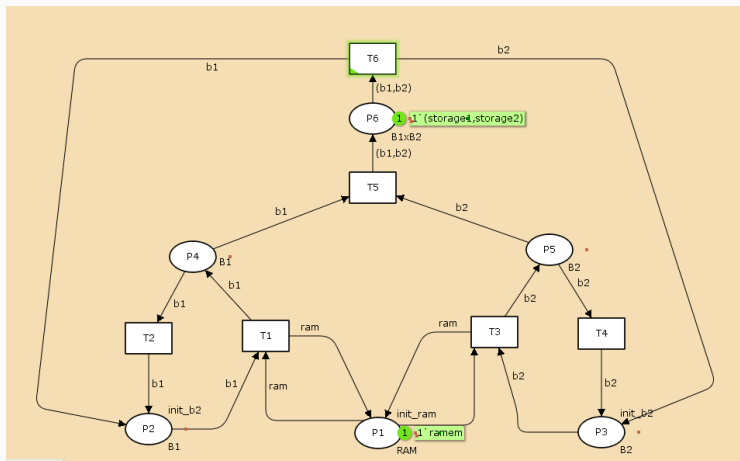 T6
b1
b2
(b1,b2)
P6
1
1`(storage1,storage2)
B1xB2
(b1,b2)
T5
b1
b2
P4
B1
P5
B2
b1
b1
b2
b2
T2
T1
ram
ram
T3
T4
b1
init_b2
b1
ram
init_ram
b2
b2
init_b2
P2
B1
P1
1
1`ramem
RAM
P3
B2